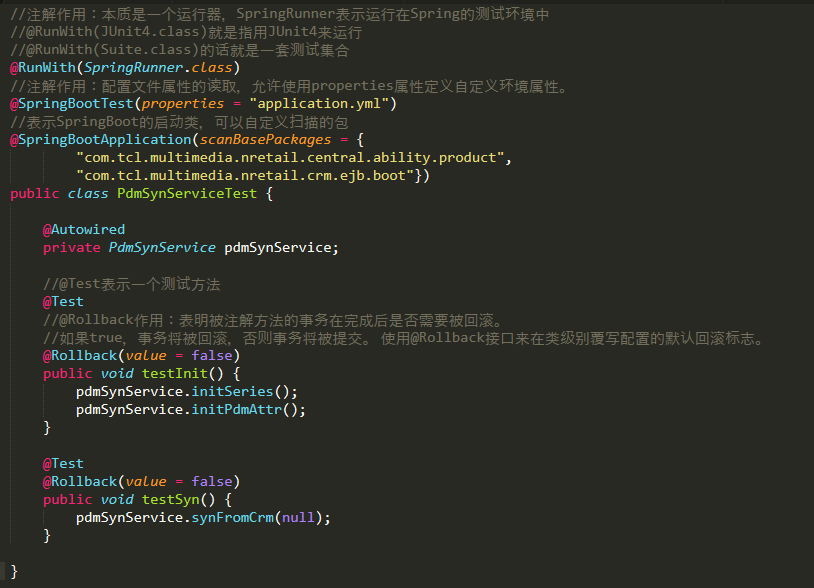 //注解作用：本质是一个运行器，SpringRunner表示运行在Spring的测试环境中
//@RunWith(JUnit4.class)就是指用JUnit4来运行
//@RunWith(Suite.class)的话就是一套测试集合
@RunWith(SpringRunner.class)
//注解作用：配置文件属性的读取，允许使用properties属性定义自定义环境属性。
@SpringBootTest(properties = "application.yml")
//表示SpringBoot的启动类，可以自定义扫描的包
@SpringBootApplication(scanBasePackages = {
        "com.tcl.multimedia.nretail.central.ability.product",
        "com.tcl.multimedia.nretail.crm.ejb.boot"})
public class PdmSynServiceTest {
    @Autowired
    private PdmSynService pdmSynService;
    //@Test表示一个测试方法
    @Test
    //@Rollback作用：表明被注解方法的事务在完成后是否需要被回滚。
    //如果true，事务将被回滚，否则事务将被提交。 使用@Rollback接口来在类级别覆写配置的默认回滚标志。
    @Rollback(value = false)
    public void testInit() {
        pdmSynService.initSeries();
        pdmSynService.initPdmAttr();
    }
    @Test
    @Rollback(value = false)
    public void testSyn() {
        pdmSynService.synFromCrm(null);
    }
}